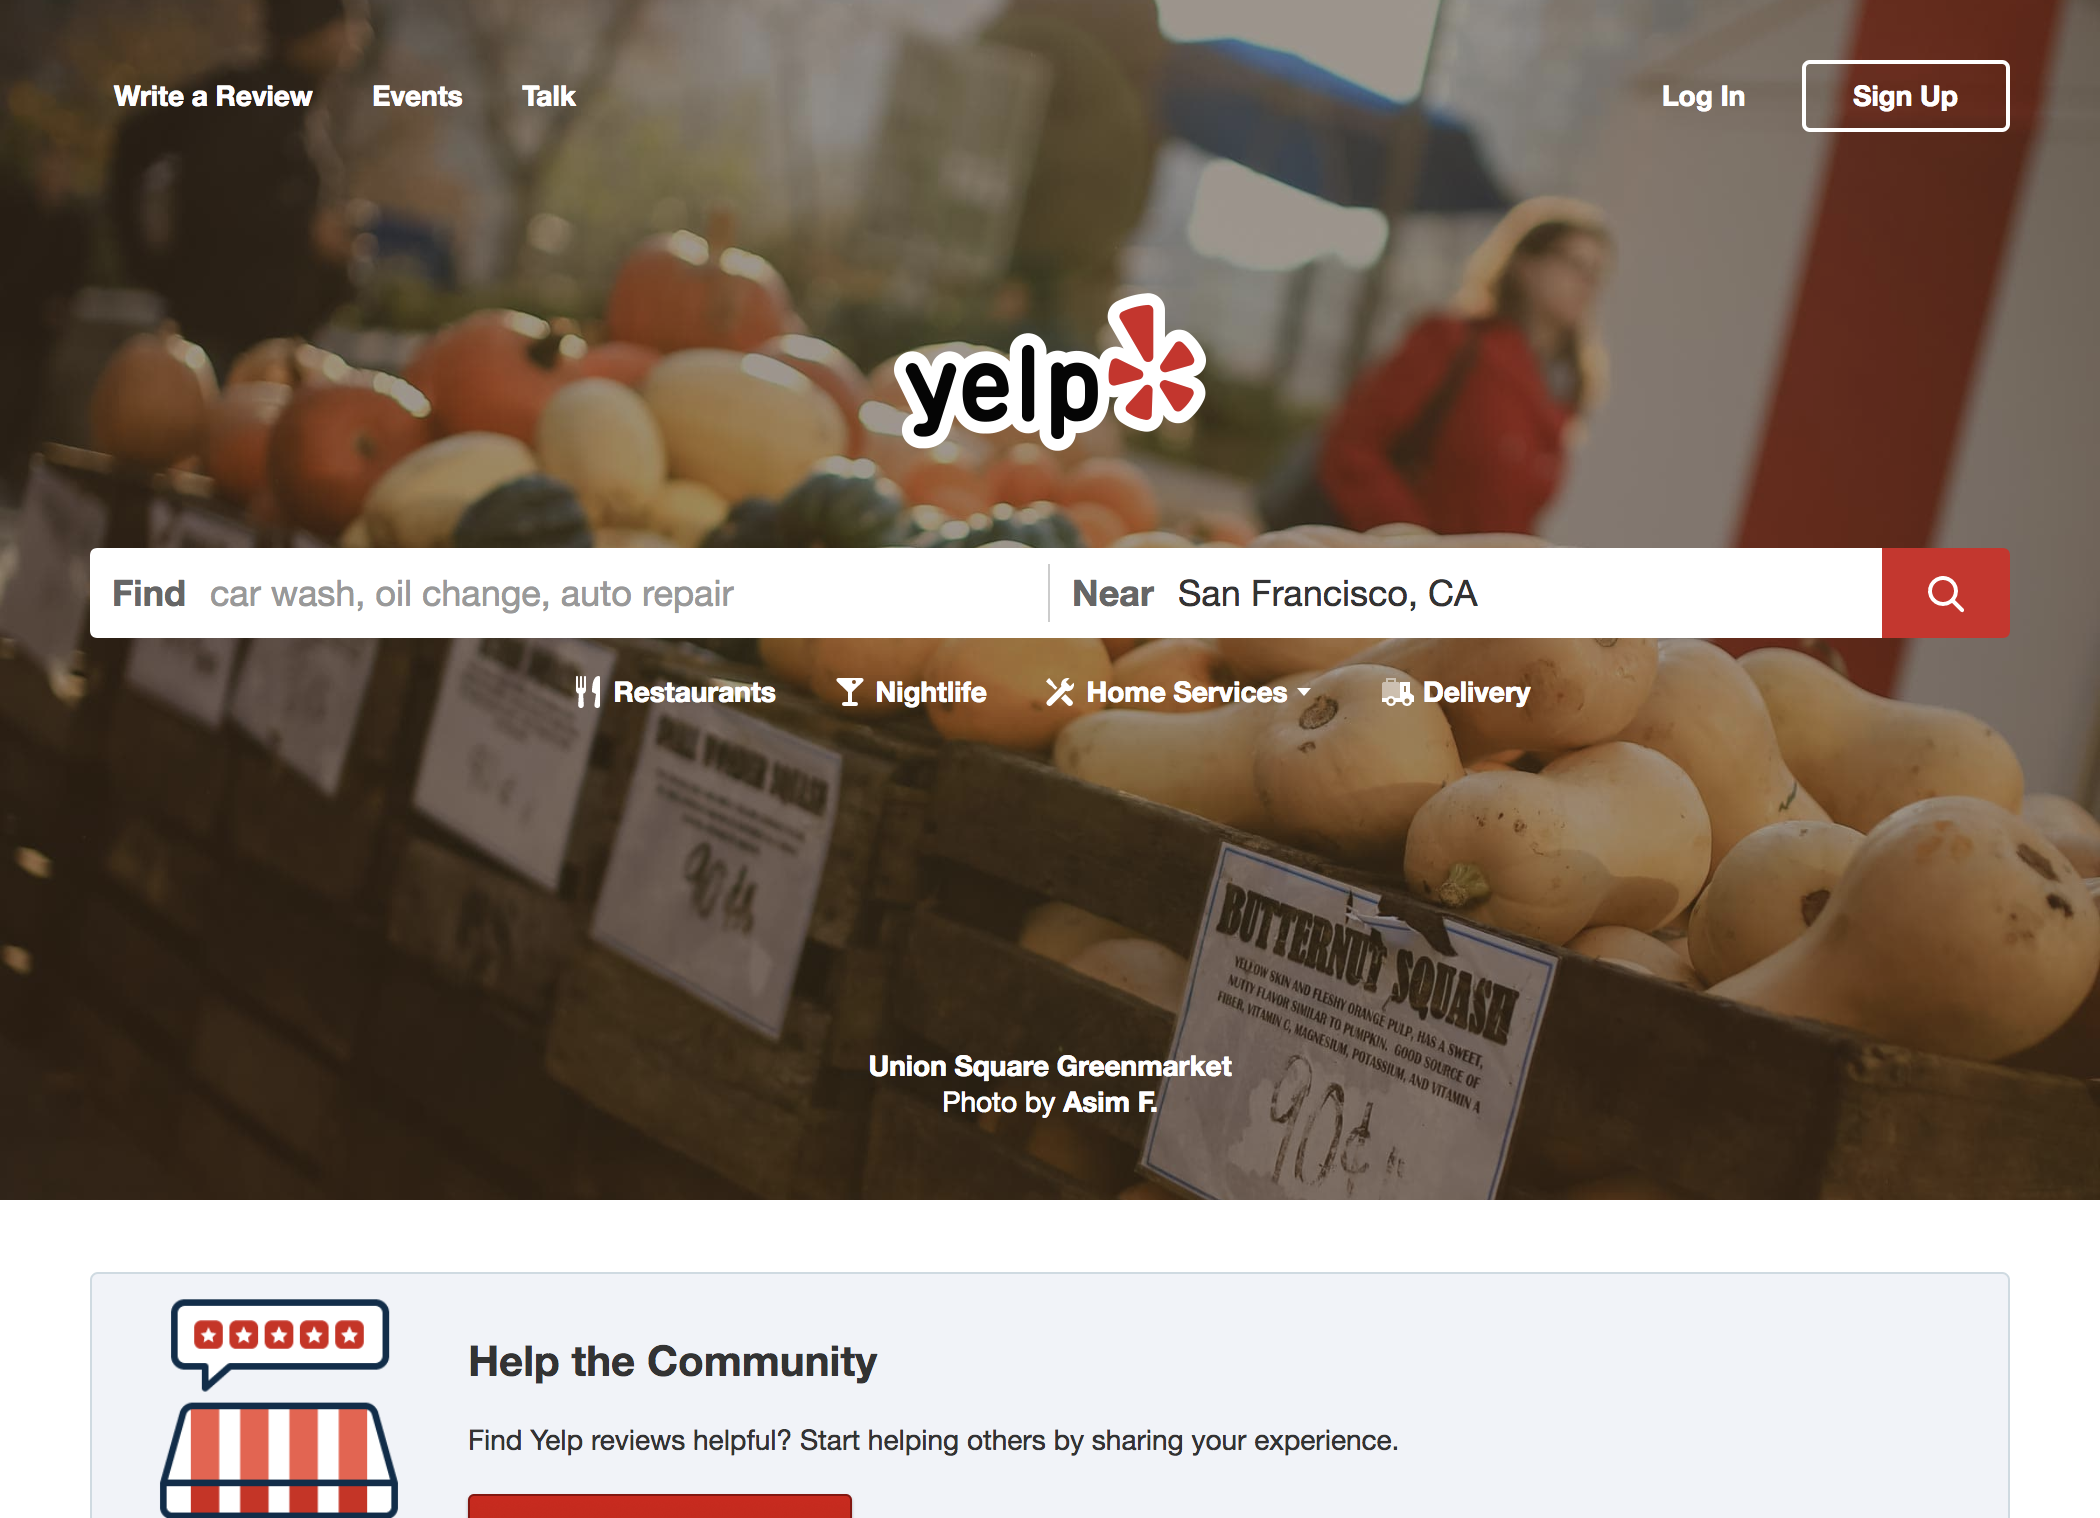 Write a Review Events Talk Log In Sign Up
yelp
Find car wash, oil change, auto repair Near San Francisco, CA
Restaurants Nightlife Home Services Delivery
SQUASH
90¢
BUTTERNUT SQUASH
YELLOW SKIN AND FLESHY ORANGE PULP, HAS A SWEET,
NUTTY FLAVOR SIMILAR TO PUMPKIN. GOOD SOURCE OF
FIBER, VITAMIN C, MAGNESIUM, POTASSIUM, AND VITAMIN A
90¢
Union Square Greenmarket
Photo by Asim F.
Help the Community
Find Yelp reviews helpful? Start helping others by sharing your experience.